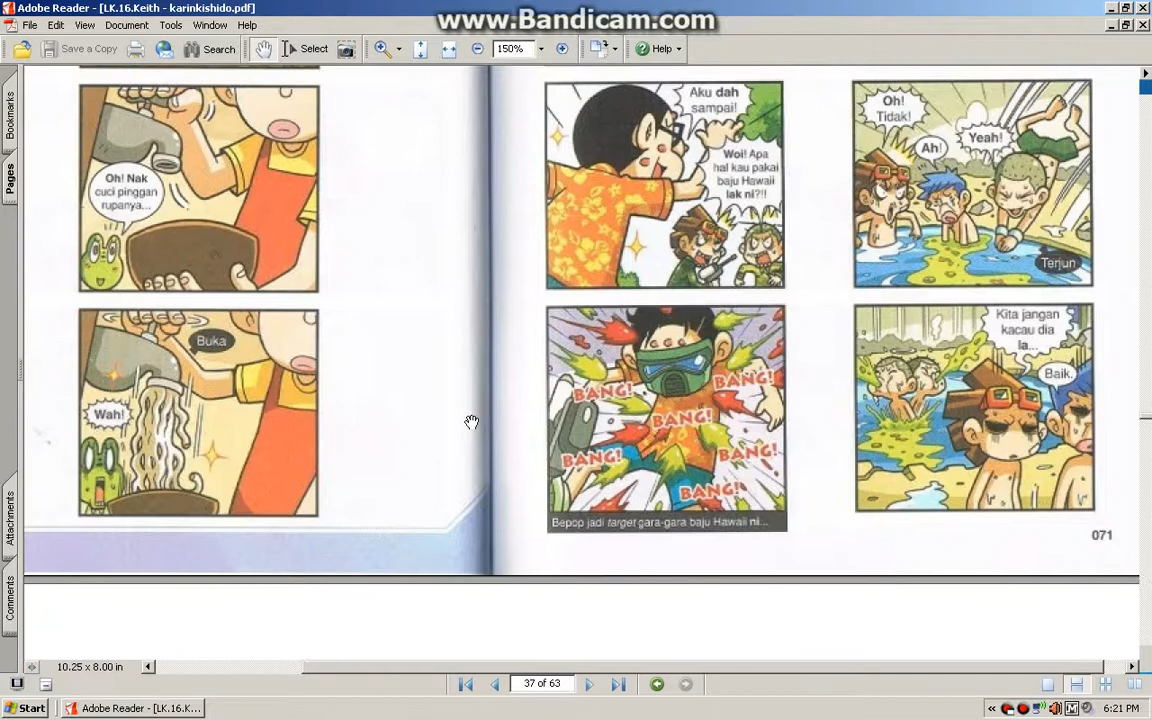 Adobe Reader - [LK.16.Keith - karinkishido.pdf]
www.Bandicam.com
File Edit View Document Tools Window Help
Save a Copy Search Select 150% Help
Bookmarks
Pages
Attachments
Comments
Oh! Nak
cuci pinggan
rupanya...
Buka
Wah!
Aku dah
sampai!
Woi! Apa
hal kau pakai
baju Hawaii
lak ni?!!
BANG!
BANG!
BANG!
BANG!
BANG!
BANG!
Bepop jadi target gara-gara baju Hawaii ni...
Oh!
Tidak!
Ah!
Yeah!
Terjun
Kita jangan
kacau dia
la...
Baik.
071
10.25 x 8.00 in
37 of 63
Start
Adobe Reader - [LK.16.K...
6:21 PM